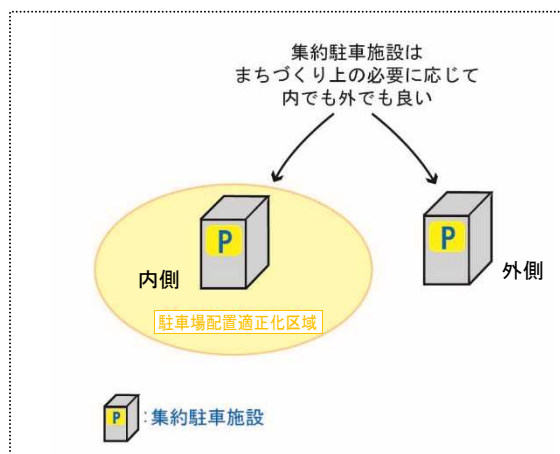 集約駐車施設は
まちづくり上の必要に応じて
内でも外でも良い
P
P
内側
外側
駐車場配置適正化区域
P
:集約駐車施設